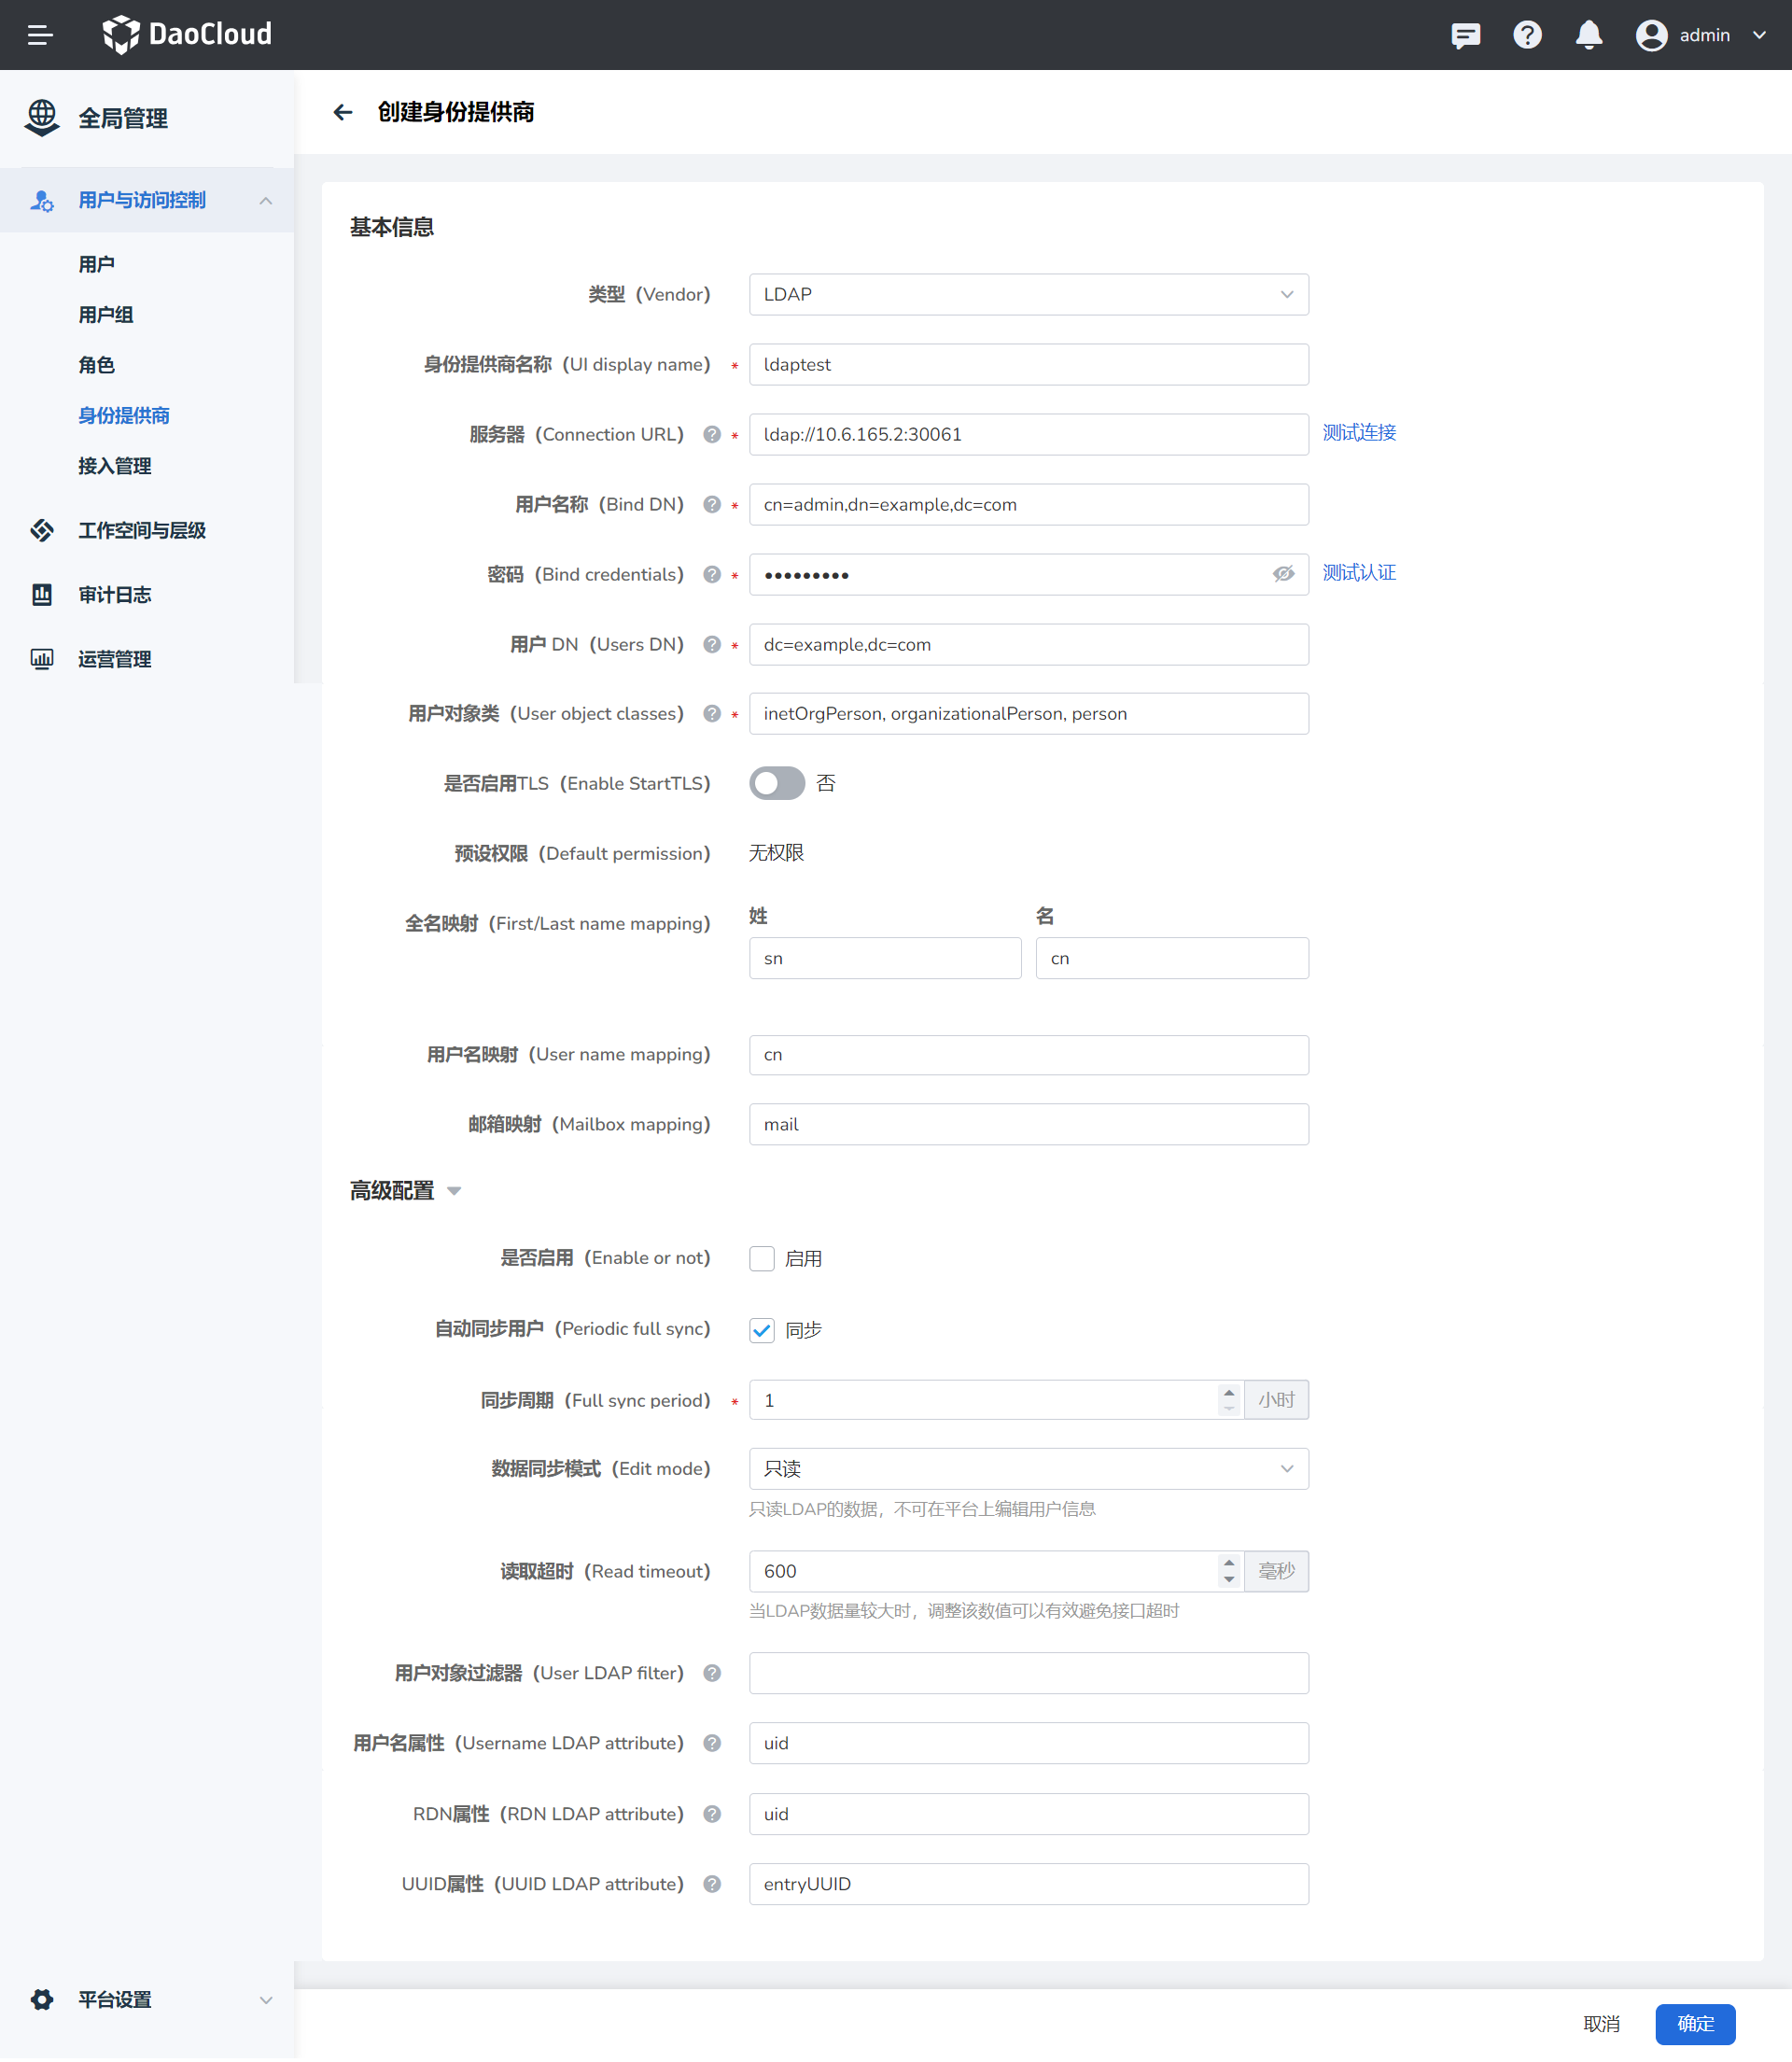 DaoCloud
admin
全局管理
用户与访问控制
用户
用户组
角色
身份提供商
接入管理
工作空间与层级
审计日志
运营管理
平台设置
创建身份提供商
基本信息
类型（Vendor） LDAP
身份提供商名称（UI display name） * ldaptest
服务器（Connection URL） ? * ldap://10.6.165.2:30061 测试连接
用户名称（Bind DN） ? * cn=admin,dn=example,dc=com
密码（Bind credentials） ? * ••••••••• 测试认证
用户 DN（Users DN） ? * dc=example,dc=com
用户对象类（User object classes） ? * inetOrgPerson, organizationalPerson, person
是否启用TLS（Enable StartTLS） 否
预设权限（Default permission） 无权限
全名映射（First/Last name mapping） 姓 名
sn cn
用户名映射（User name mapping） cn
邮箱映射（Mailbox mapping） mail
高级配置
是否启用（Enable or not） 启用
自动同步用户（Periodic full sync） 同步
同步周期（Full sync period） * 1 小时
数据同步模式（Edit mode） 只读
只读LDAP的数据，不可在平台上编辑用户信息
读取超时（Read timeout） 600 毫秒
当LDAP数据量较大时，调整该数值可以有效避免接口超时
用户对象过滤器（User LDAP filter） ?
用户名属性（Username LDAP attribute） ? uid
RDN属性（RDN LDAP attribute） ? uid
UUID属性（UUID LDAP attribute） ? entryUUID
取消 确定